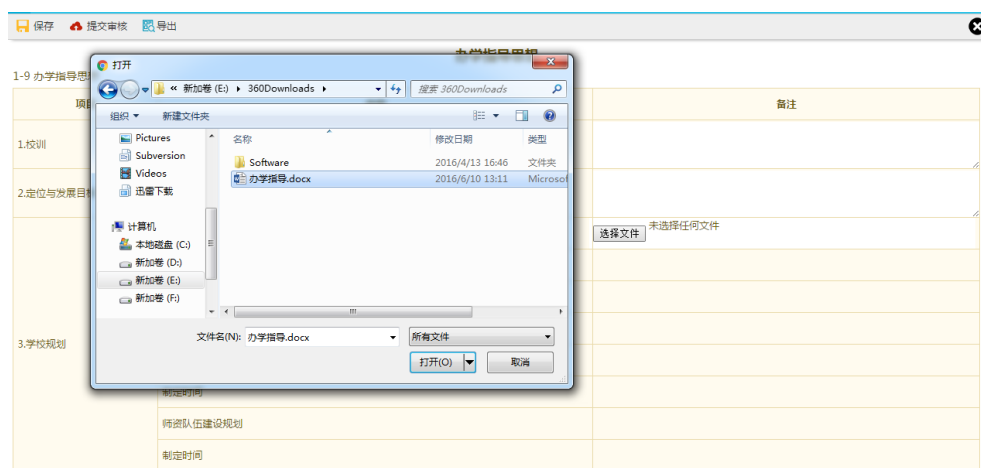 保存 提交审核 导出
办学指导思想
1-9 办学指导思
打开
« 新加卷 (E:) ▸ 360Downloads ▸
搜索 360Downloads
组织 新建文件夹
项目
备注
名称 修改日期 类型
Pictures
Subversion
Videos
迅雷下载
计算机
本地磁盘 (C:)
新加卷 (D:)
新加卷 (E:)
新加卷 (F:)
Software 2016/4/13 16:46 文件夹
办学指导.docx 2016/6/10 13:11 Microsof
文件名(N): 办学指导.docx 所有文件
打开(O) 取消
1.校训
2.定位与发展目标
选择文件 未选择任何文件
3.学校规划
制定时间
师资队伍建设规划
制定时间